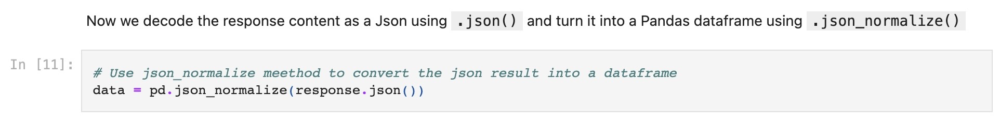 Now we decode the response content as a Json using .json() and turn it into a Pandas dataframe using .json_normalize()
In [11]:
# Use json_normalize meethod to convert the json result into a dataframe
data = pd.json_normalize(response.json())